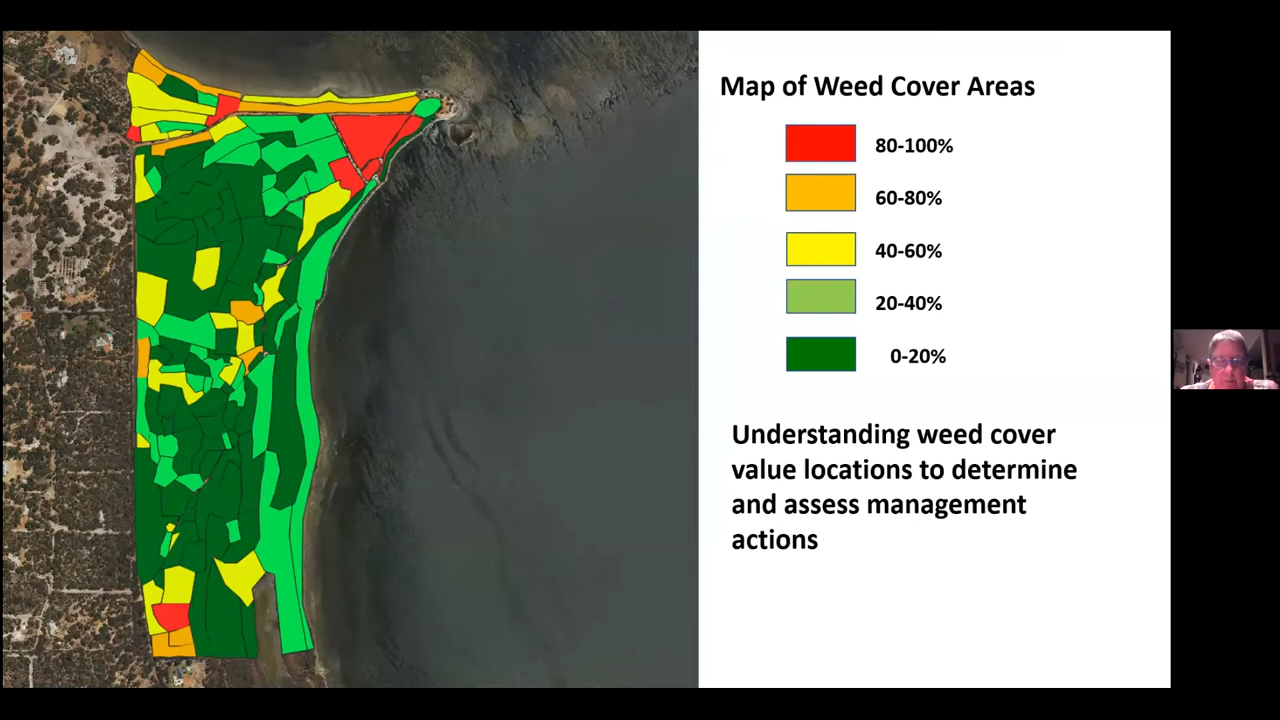 Map of Weed Cover Areas
80-100%
60-80%
40-60%
20-40%
0-20%
Understanding weed cover
value locations to determine
and assess management
actions